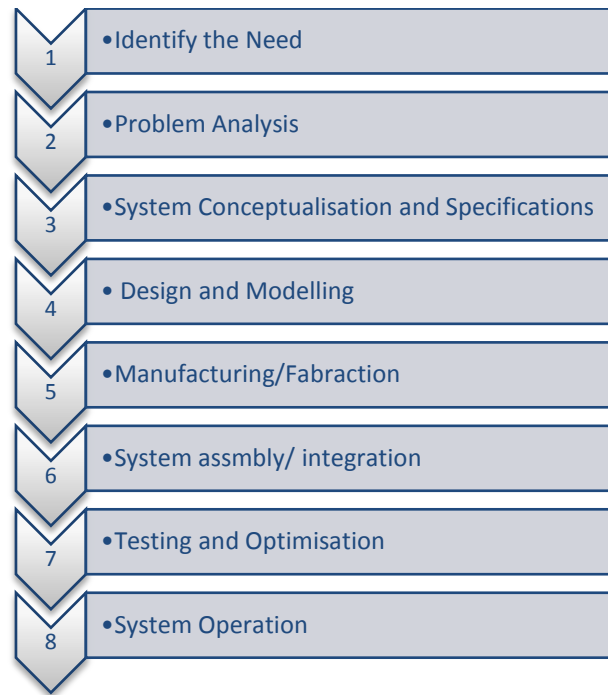 1
•Identify the Need
2
•Problem Analysis
3
•System Conceptualisation and Specifications
4
• Design and Modelling
5
•Manufacturing/Fabraction
6
•System assmbly/ integration
7
•Testing and Optimisation
8
•System Operation